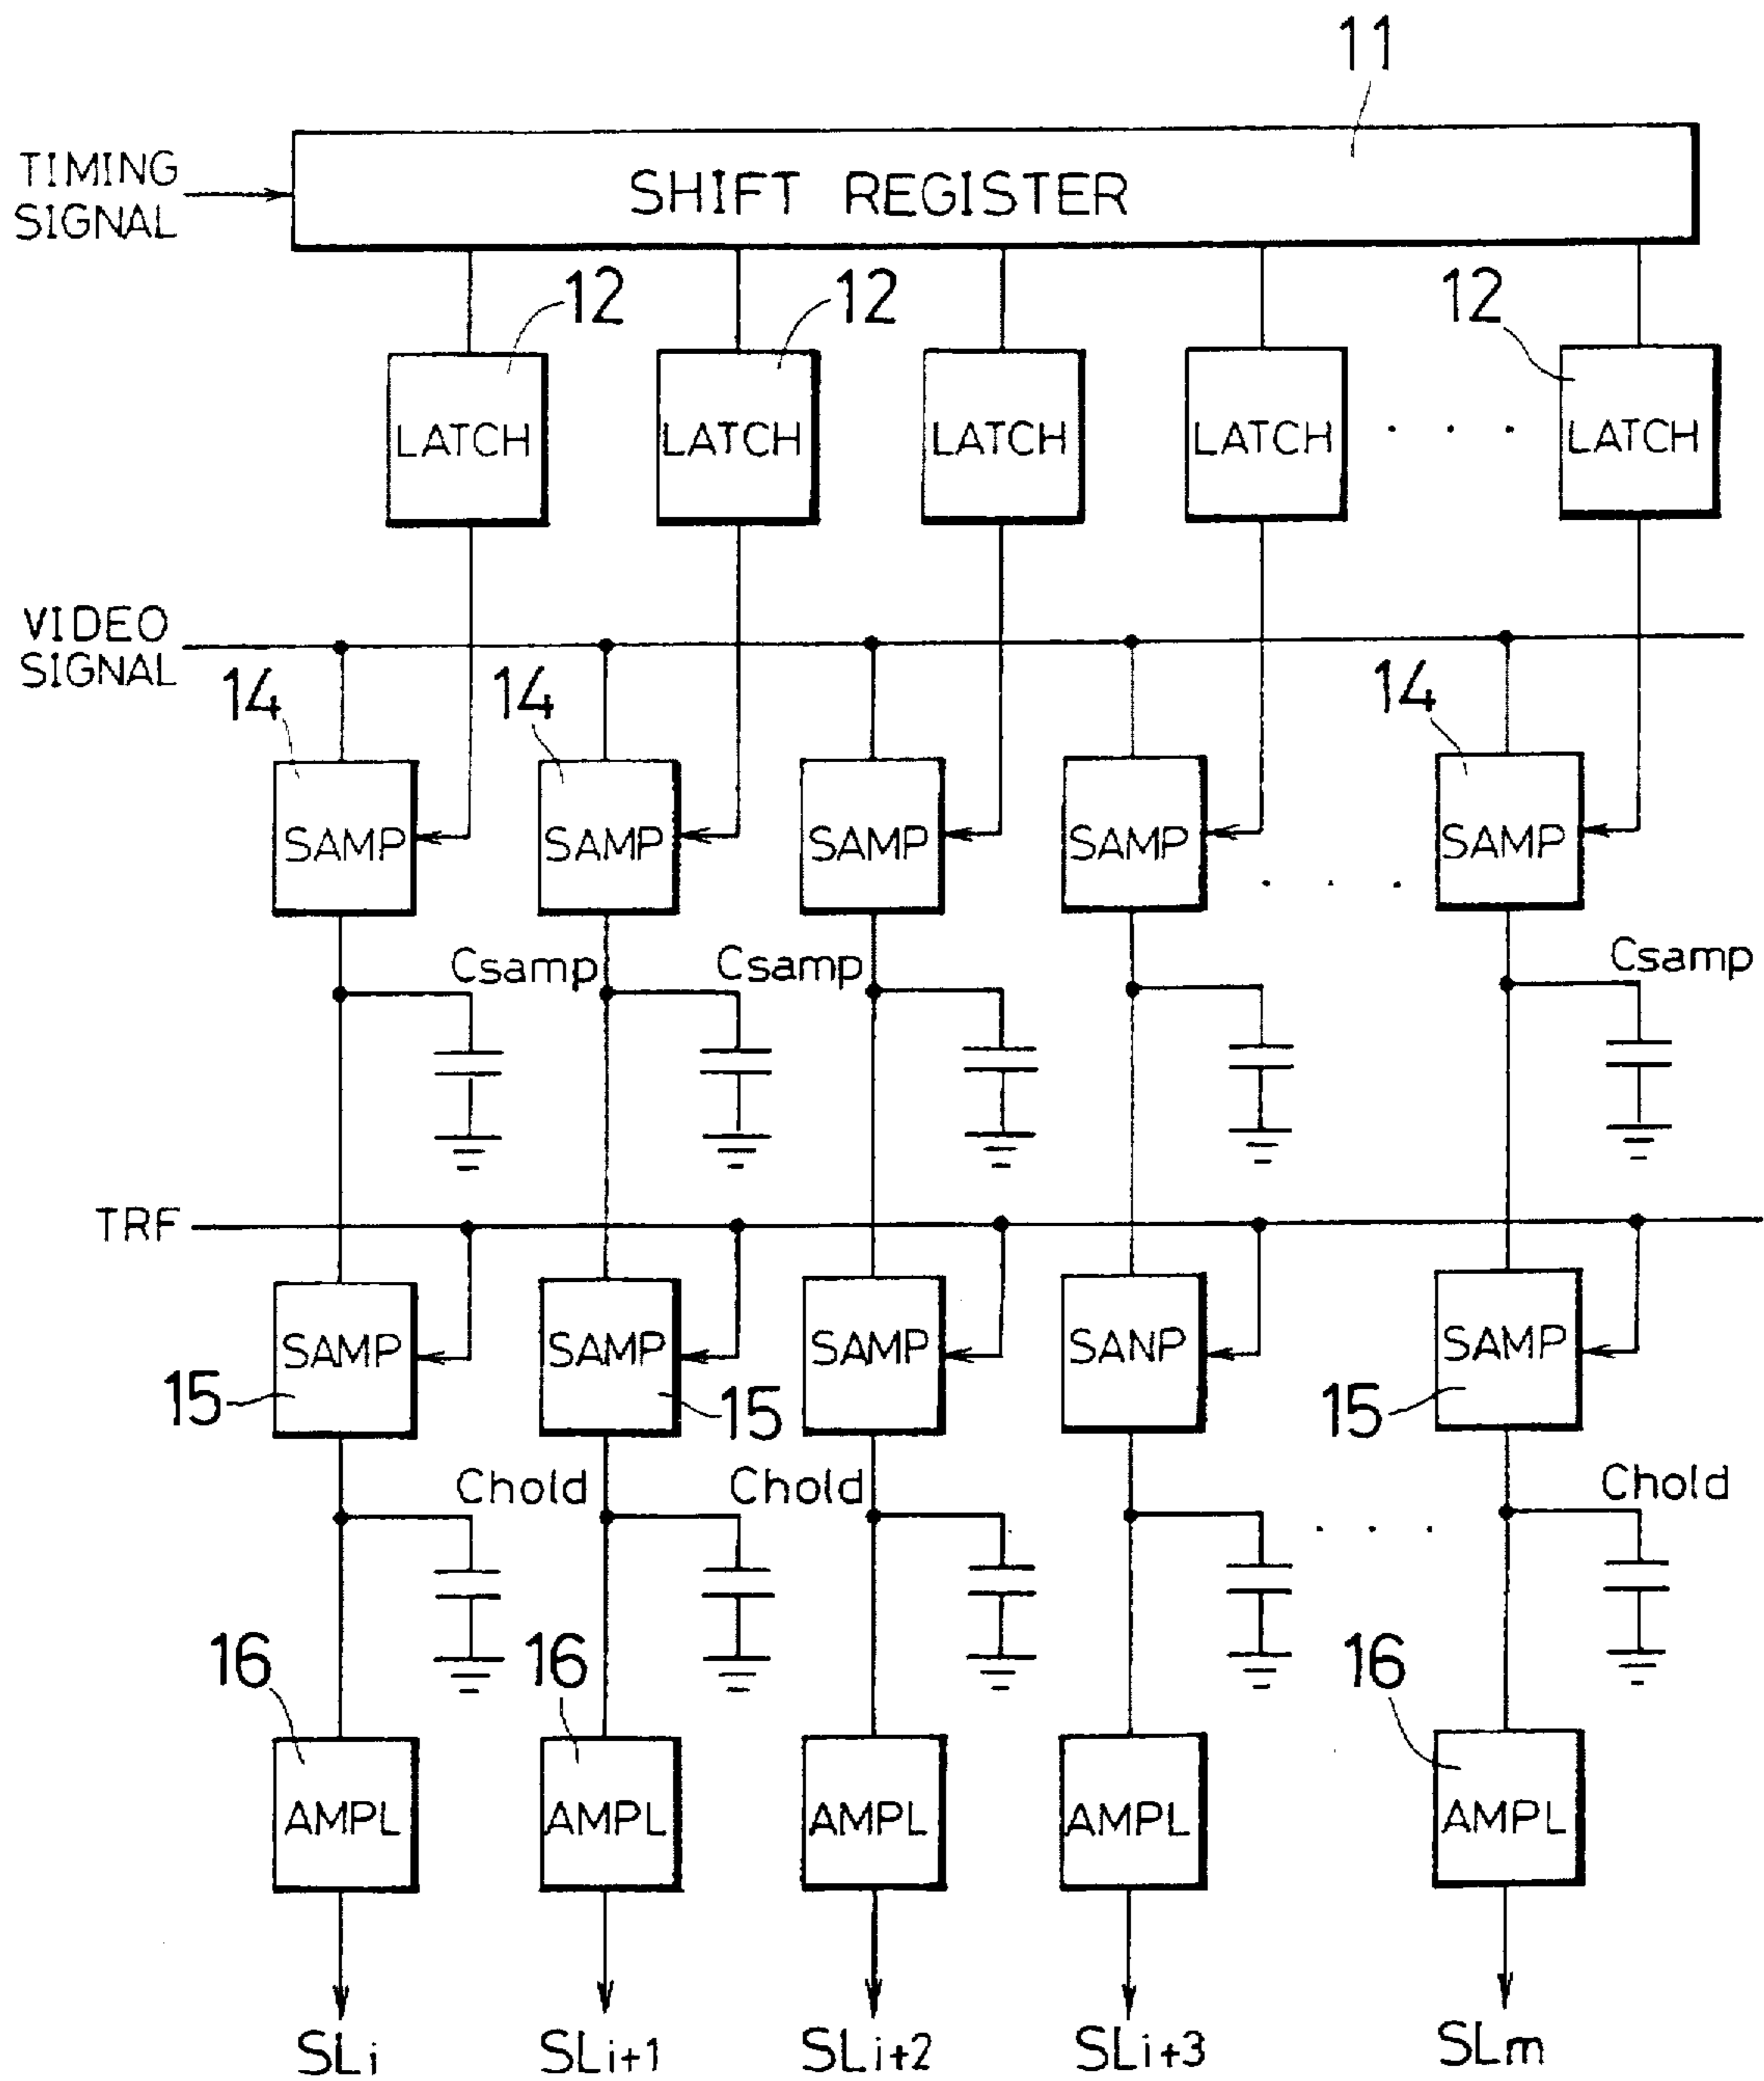 11
TIMING
SIGNAL
SHIFT REGISTER
12
12
12
LATCH
LATCH
LATCH
LATCH
. . .
LATCH
VIDEO
SIGNAL
14
14
14
SAMP
SAMP
SAMP
SAMP
. . .
SAMP
Csamp
Csamp
Csamp
TRF
SAMP
SAMP
SAMP
SANP
SAMP
15
15
15
Chold
Chold
Chold
. . .
16
16
16
AMPL
AMPL
AMPL
AMPL
AMPL
SLi
SLi+1
SLi+2
SLi+3
SLm